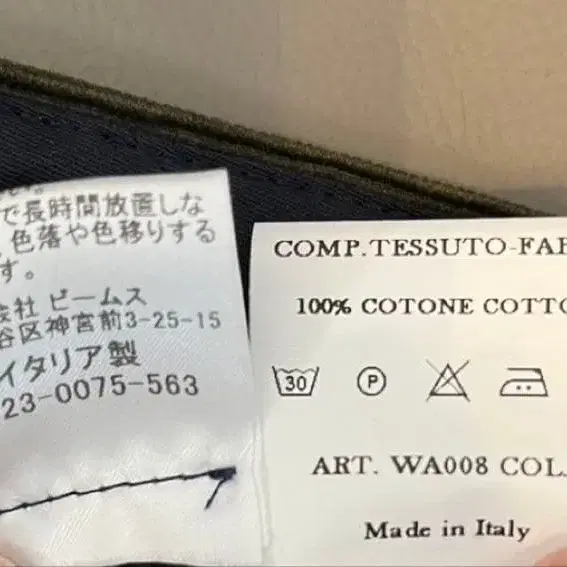 で長時間放置しな
色落や色移りする
す。
会社 ビームス
谷区神宮前3-25-15
イタリア製
23-0075-563
COMP.TESSUTO-FAB
100% COTONE COTTO
30 P
ART. WA008 COL.
Made in Italy